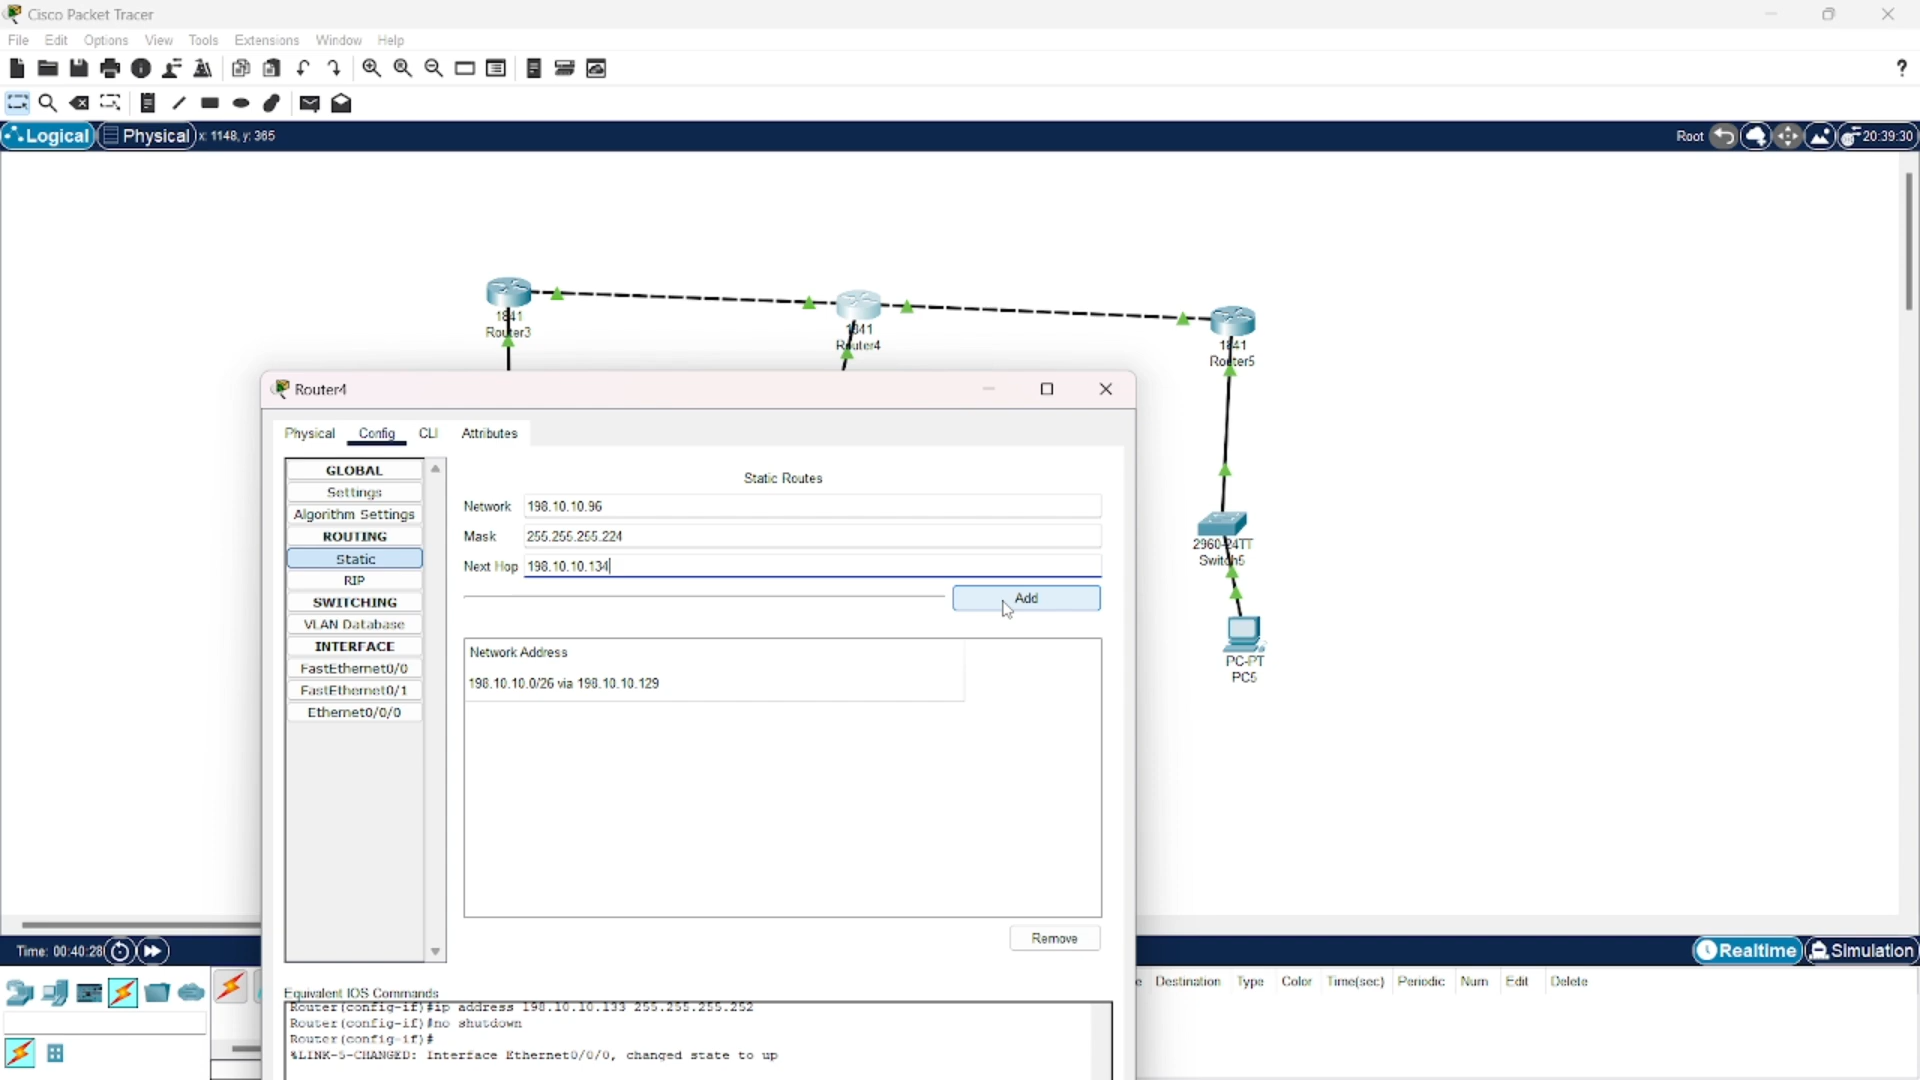 Cisco Packet Tracer
File Edit Options View Tools Extensions Window Help
?
Logical Physical x: 1148, y: 365 Root 20:39:30
1841
Router3
1841
Router4
1841
Router5
2960-24TT
Switch5
PC-PT
PC5
Router4
Physical Config CLI Attributes
GLOBAL
Settings
Algorithm Settings
ROUTING
Static
RIP
SWITCHING
VLAN Database
INTERFACE
FastEthernet0/0
FastEthernet0/1
Ethernet0/0/0
Static Routes
Network 198.10.10.96
Mask 255.255.255.224
Next Hop 198.10.10.134
Add
Network Address
198.10.10.0/26 via 198.10.10.129
Remove
Equivalent IOS Commands
Router(config-if)#ip address 198.10.10.133 255.255.255.252
Router(config-if)#no shutdown
Router(config-if)#
%LINK-5-CHANGED: Interface Ethernet0/0/0, changed state to up
Time: 00:40:28 Realtime Simulation
e Destination Type Color Time(sec) Periodic Num Edit Delete